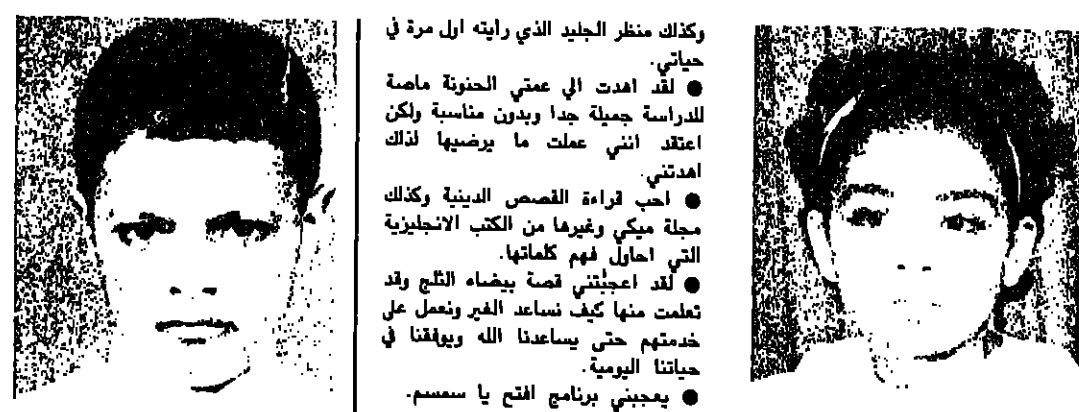 وكذلك منظر الجليد الذي رأيته اول مرة في
حياتي.
● لقد اهدت الي عمتي الحنونة ماصة
للدراسة جميلة جدا وبدون مناسبة ولكن
اعتقد انني عملت ما يرضيها لذلك
اهدتني.
● احب قراءة القصص الدينية وكذلك
مجلة ميكي وغيرها من الكتب الانجليزية
التي احاول فهم كلماتها.
● لقد اعجبتني قصة بيضاء الثلج وقد
تعلمت منها كيف نساعد الغير ونعمل على
خدمتهم حتى يساعدنا الله ويوفقنا في
حياتنا اليومية.
● يعجبني برنامج افتح يا سمسم.